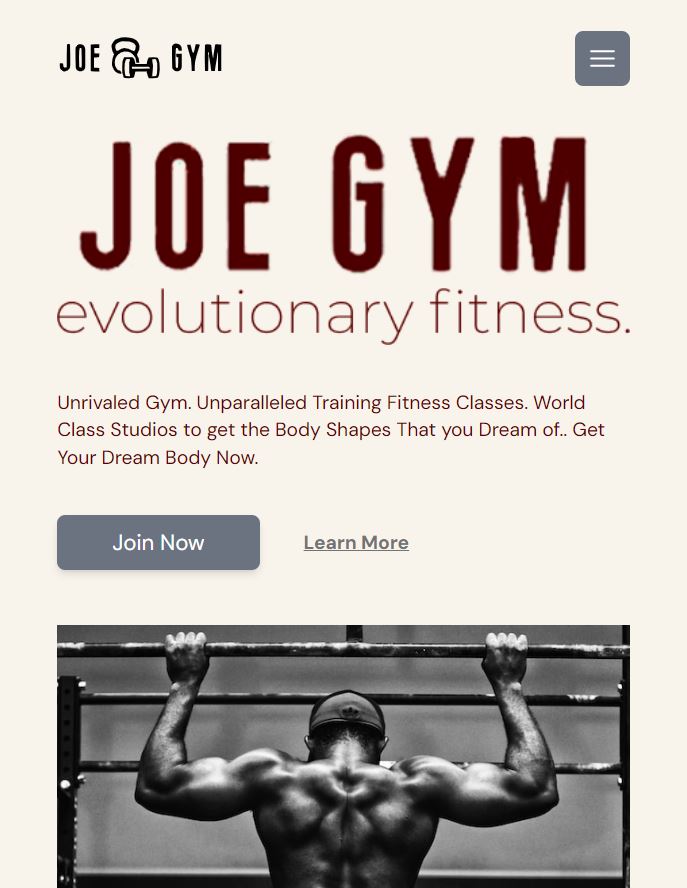 JOE GYM
JOE GYM
evolutionary fitness.
Unrivaled Gym. Unparalleled Training Fitness Classes. World
Class Studios to get the Body Shapes That you Dream of.. Get
Your Dream Body Now.
Join Now
Learn More